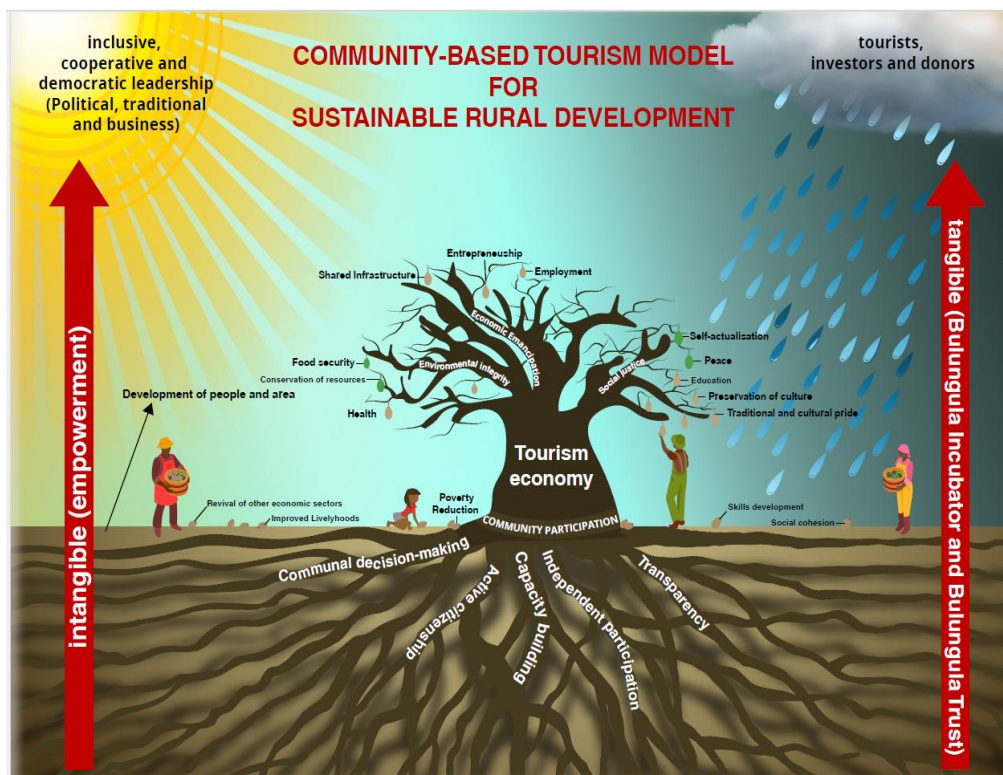 inclusive,
cooperative and
democratic leadership
(Political, traditional
and business)
COMMUNITY-BASED TOURISM MODEL
FOR
SUSTAINABLE RURAL DEVELOPMENT
tourists,
investors and donors
intangible (empowerment)
tangible (Bulungula Incubator and Bulungula Trust)
Entrepneuship
Shared Infrastructure
Employment
Economic Emancipation
Environmental integrity
Social justice
Self-actualisation
Peace
Education
Preservation of culture
Traditional and cultural pride
Food security
Conservation of resources
Health
Development of people and area
Tourism
economy
Revival of other economic sectors
Improved Livelyhoods
Poverty
Reduction
COMMUNITY PARTICIPATION
Skills development
Social cohesion
Communal decision-making
Active citizenship
Capacity building
Independent participation
Transparency